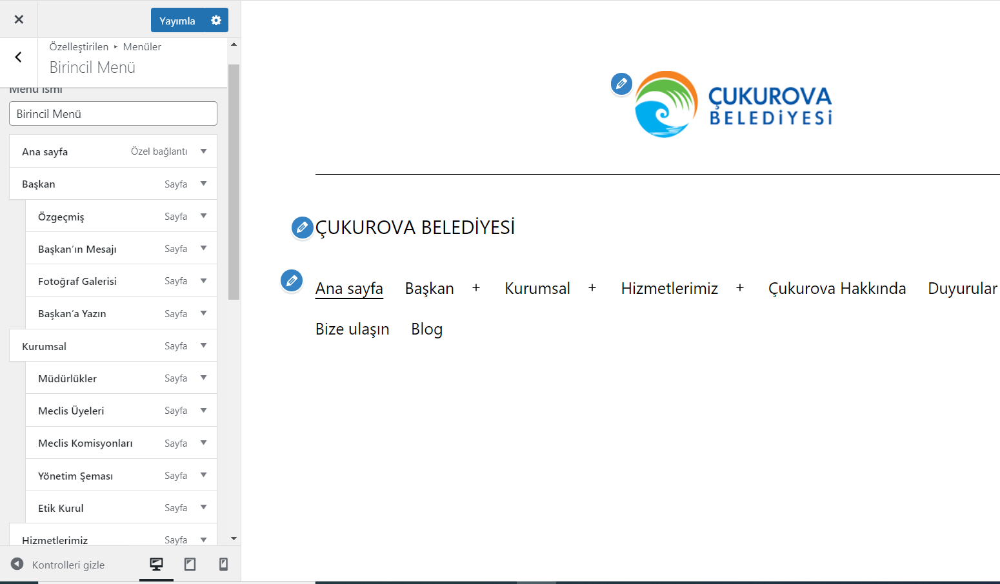 Yayımla
Özelleştirilen ▸ Menüler
Birincil Menü
Menü ismi
Birincil Menü
Ana sayfa Özel bağlantı
Başkan Sayfa
Özgeçmiş Sayfa
Başkan'ın Mesajı Sayfa
Fotoğraf Galerisi Sayfa
Başkan'a Yazın Sayfa
Kurumsal Sayfa
Müdürlükler Sayfa
Meclis Üyeleri Sayfa
Meclis Komisyonları Sayfa
Yönetim Şeması Sayfa
Etik Kurul Sayfa
Hizmetlerimiz Sayfa
Kontrolleri gizle
ÇUKUROVA
BELEDİYESİ
ÇUKUROVA BELEDİYESİ
Ana sayfa Başkan + Kurumsal + Hizmetlerimiz + Çukurova Hakkında Duyurular
Bize ulaşın Blog